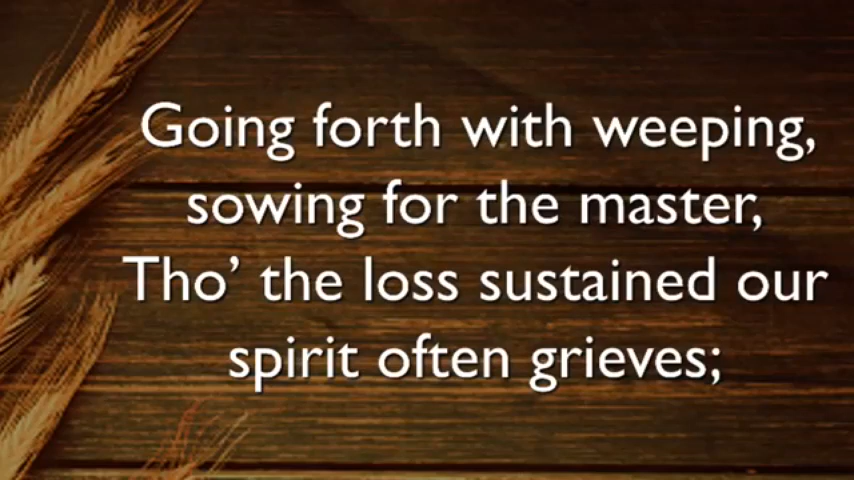 Going forth with weeping,
sowing for the master,
Tho’ the loss sustained our
spirit often grieves;